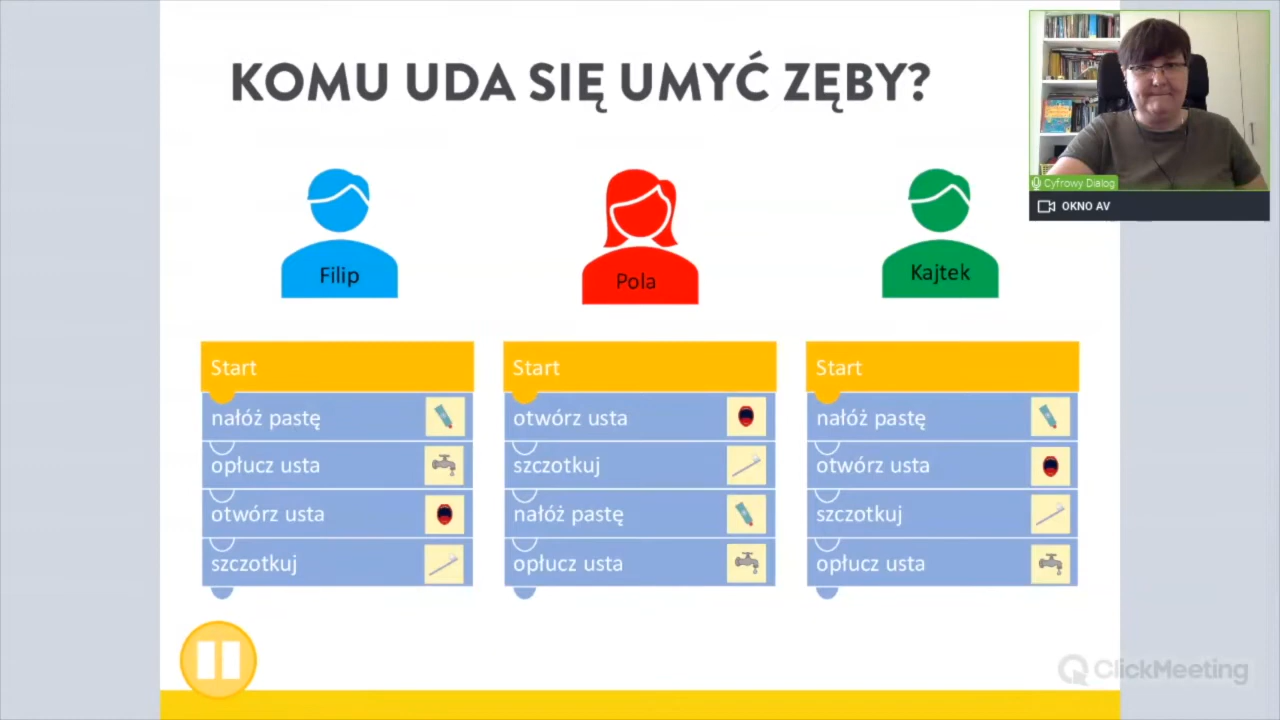 KOMU UDA SIĘ UMYĆ ZĘBY?
Cyfrowy Dialog
OKNO AV
Filip
Pola
Kajtek
Start
nałóż pastę
opłucz usta
otwórz usta
szczotkuj
Start
otwórz usta
szczotkuj
nałóż pastę
opłucz usta
Start
nałóż pastę
otwórz usta
szczotkuj
opłucz usta
ClickMeeting